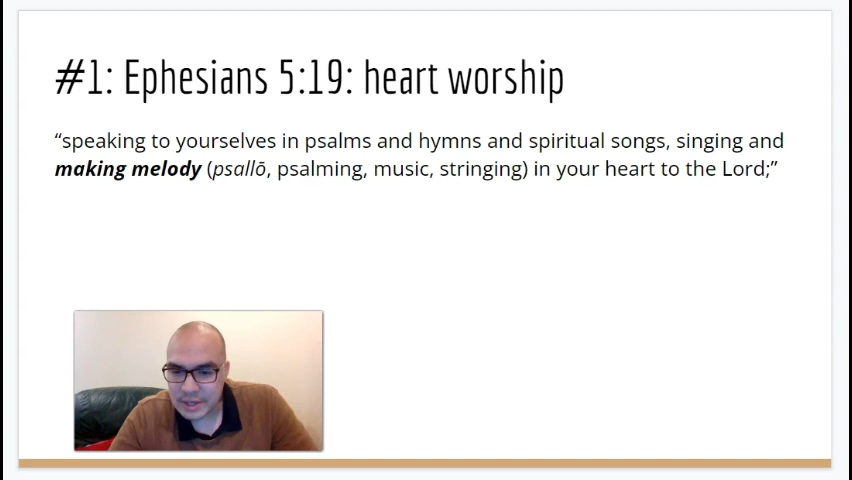 #1: Ephesians 5:19: heart worship
“speaking to yourselves in psalms and hymns and spiritual songs, singing and
making melody (psallō, psalming, music, stringing) in your heart to the Lord;”